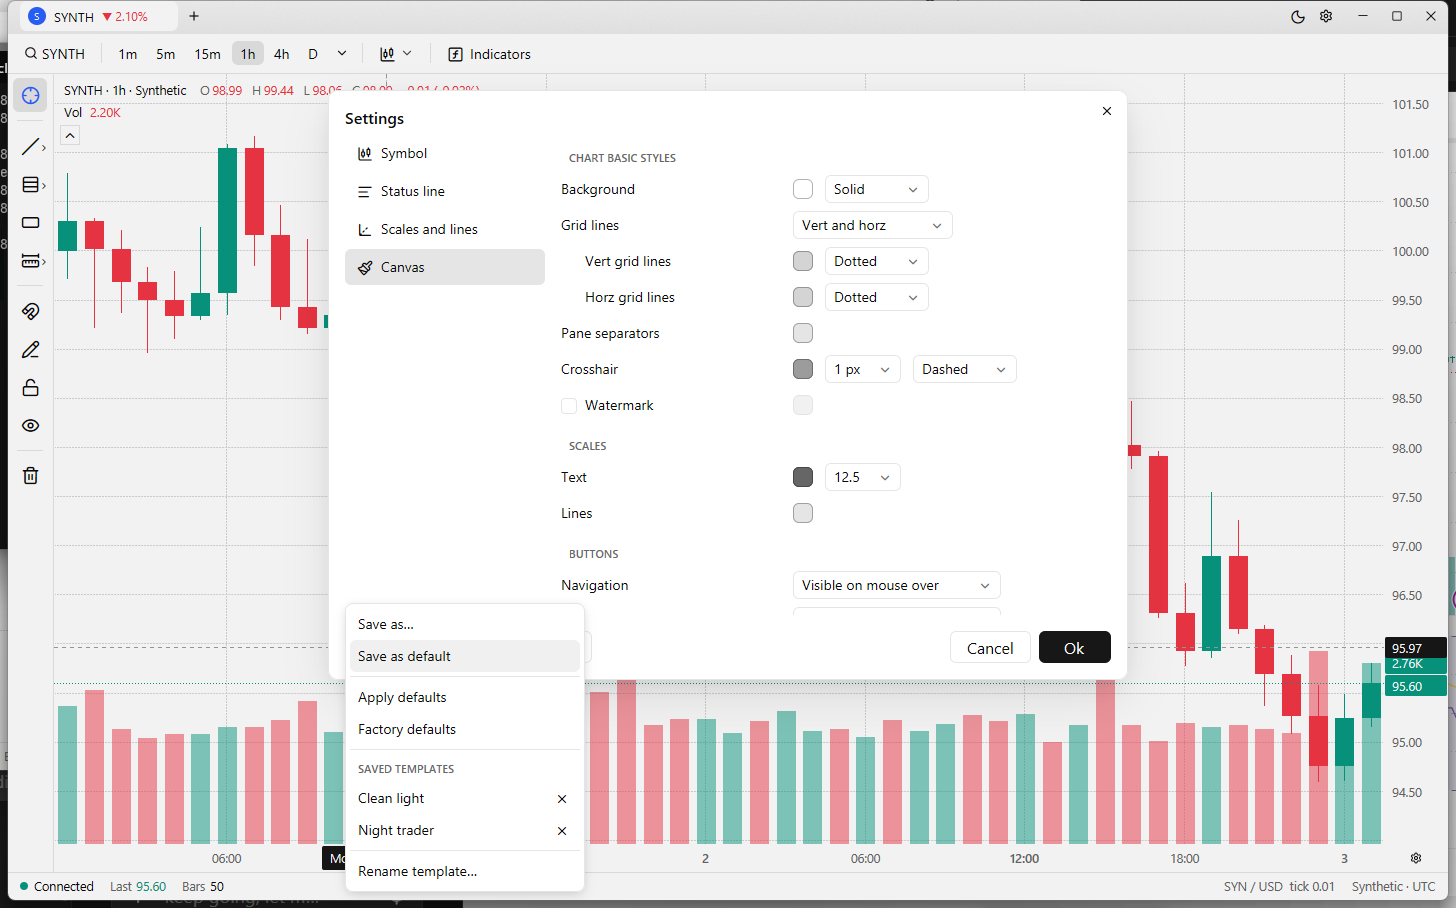 S SYNTH ▼ 2.10% +
SYNTH 1m 5m 15m 1h 4h D Indicators
SYNTH · 1h · Synthetic O 98.99 H 99.44
Vol 2.20K
Settings
Symbol
Status line
Scales and lines
Canvas
CHART BASIC STYLES
Background Solid
Grid lines Vert and horz
Vert grid lines Dotted
Horz grid lines Dotted
Pane separators
Crosshair 1 px Dashed
Watermark
SCALES
Text 12.5
Lines
BUTTONS
Navigation Visible on mouse over
Cancel Ok
Save as...
Save as default
Apply defaults
Factory defaults
SAVED TEMPLATES
Clean light
Night trader
Rename template...
101.50
101.00
100.50
100.00
99.50
99.00
98.50
98.00
97.50
97.00
96.50
95.97
2.76K
95.60
95.00
94.50
06:00 2 06:00 12:00 18:00 3
Connected Last 95.60 Bars 50 SYN / USD tick 0.01 Synthetic · UTC